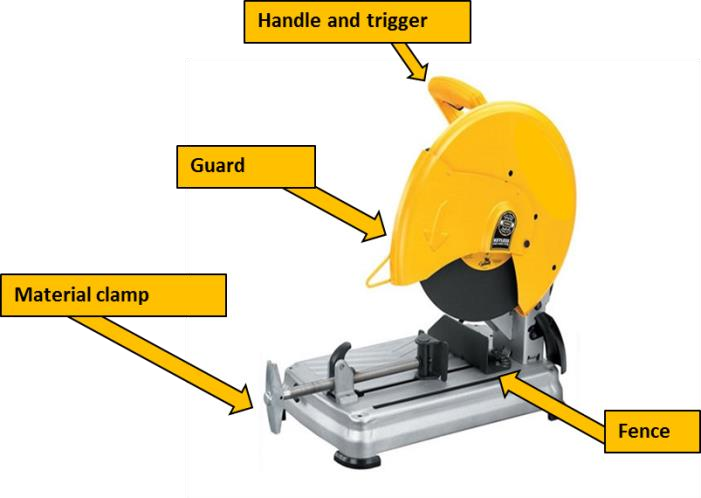 Handle and trigger
Guard
Material clamp
Fence